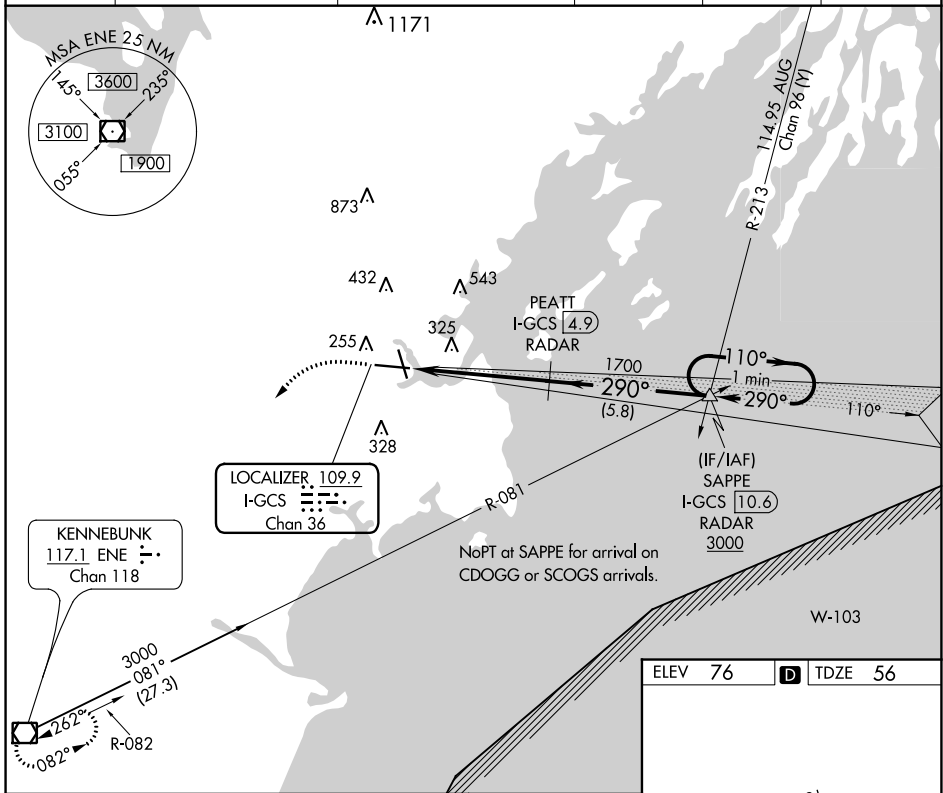 1171
MSA ENE 25 NM
145°
3600
235°
3100
1900
055°
114.95 AUG
Chan 96 (Y)
R-213
873
432
543
255
325
PEATT
I-GCS 4.9
RADAR
1700
290°
(5.8)
110°
1 min
290°
110°
328
LOCALIZER 109.9
I-GCS
Chan 36
R-081
(IF/IAF)
SAPPE
I-GCS 10.6
RADAR
3000
KENNEBUNK
117.1 ENE
Chan 118
NoPT at SAPPE for arrival on
CDOGG or SCOGS arrivals.
W-103
3000
081°
(27.3)
262°
082°
R-082
ELEV 76
D
TDZE 56